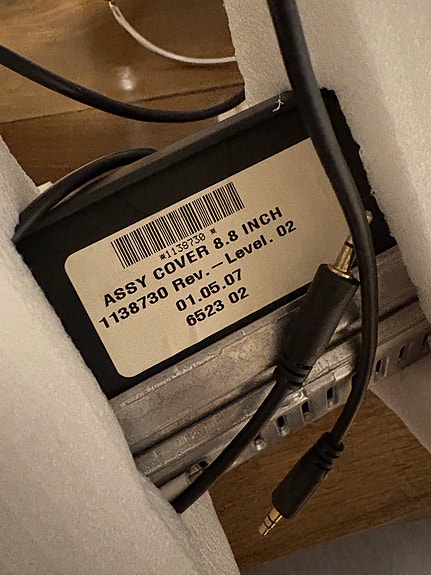 *1138730 *
ASSY COVER 8.8 INCH
1138730 Rev.—Level. 02
01.05.07
6523 02